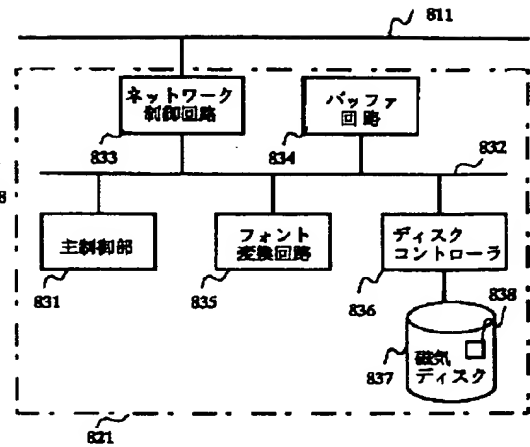 811
ネットワーク
制御回路
バッファ
回路
833
834
832
8
主制御部
フォント
変換回路
ディスク
コントローラ
831
835
836
838
磁気
ディスク
837
821